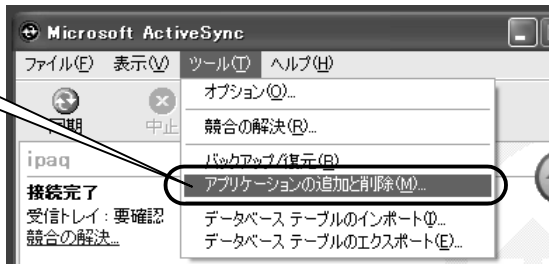 Microsoft ActiveSync
ファイル(F) 表示(V) ツール(T) ヘルプ(H)
同期 中止
オプション(O)...
競合の解決(R)...
バックアップ/復元(B)...
アプリケーションの追加と削除(M)...
データベース テーブルのインポート(I)...
データベース テーブルのエクスポート(E)...
ipaq
接続完了
受信トレイ : 要確認
競合の解決...